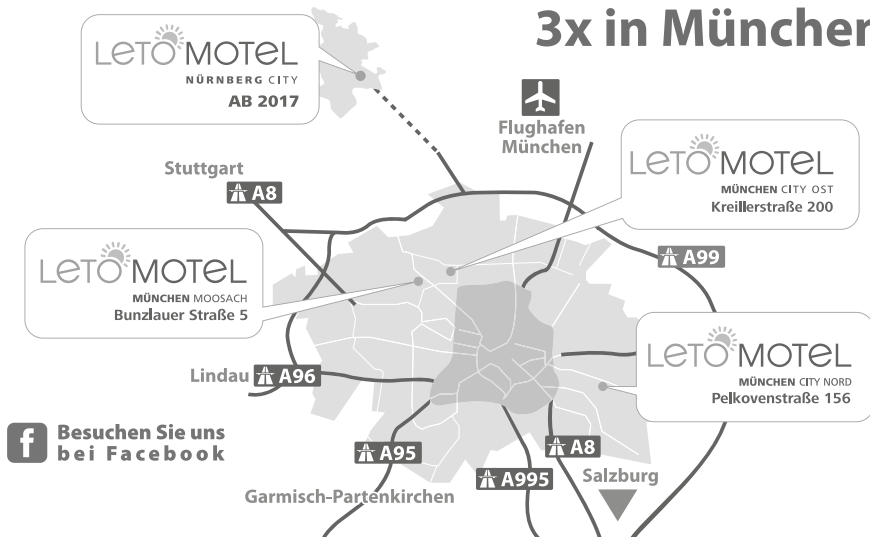 3x in München
LETO MOTEL
NÜRNBERG CITY
AB 2017
Flughafen
München
LETO MOTEL
MÜNCHEN CITY OST
Kreillerstraße 200
Stuttgart
A8
LETO MOTEL
MÜNCHEN MOOSACH
Bunzlauer Straße 5
A99
LETO MOTEL
MÜNCHEN CITY NORD
Pelkovenstraße 156
Lindau A96
f Besuchen Sie uns
bei Facebook
A95
A8
A995
Salzburg
Garmisch-Partenkirchen